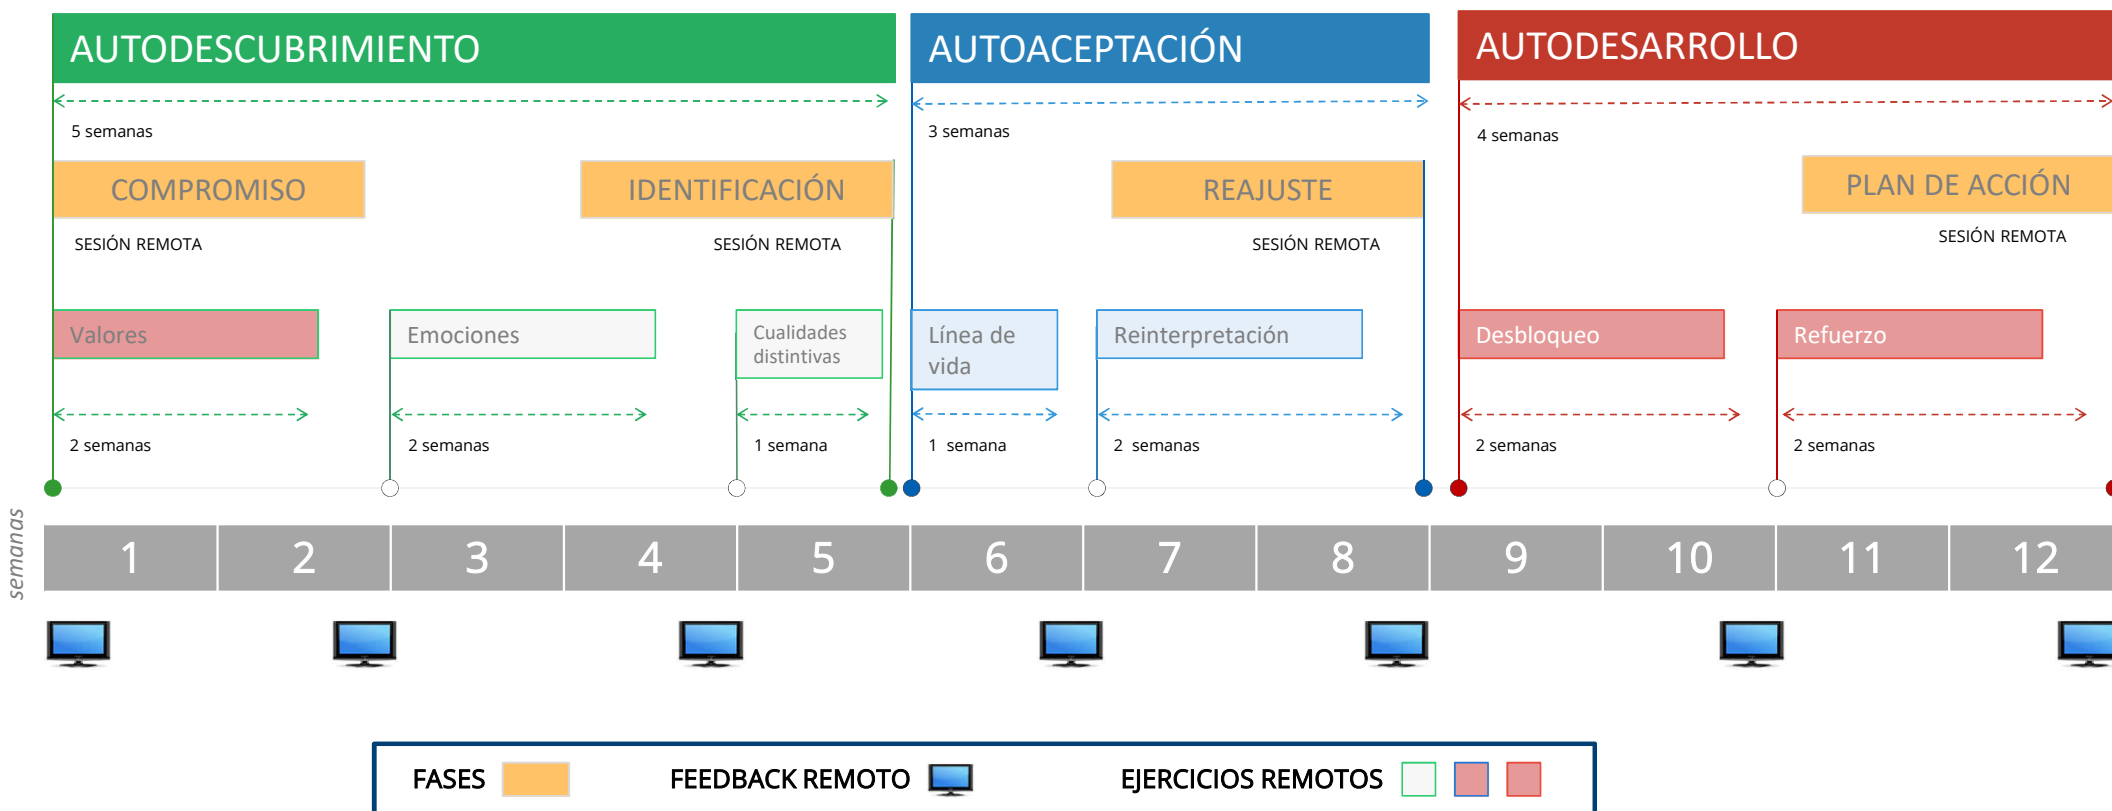 AUTODESCUBRIMIENTO
AUTOACEPTACIÓN
AUTODESARROLLO
5 semanas
3 semanas
4 semanas
COMPROMISO
IDENTIFICACIÓN
REAJUSTE
PLAN DE ACCIÓN
SESIÓN REMOTA
SESIÓN REMOTA
SESIÓN REMOTA
SESIÓN REMOTA
Valores
Emociones
Cualidades
distintivas
Línea de
vida
Reinterpretación
Desbloqueo
Refuerzo
2 semanas
2 semanas
1 semana
1 semana
2 semanas
2 semanas
2 semanas
semanas
1
2
3
4
5
6
7
8
9
10
11
12
FASES
FEEDBACK REMOTO
EJERCICIOS REMOTOS